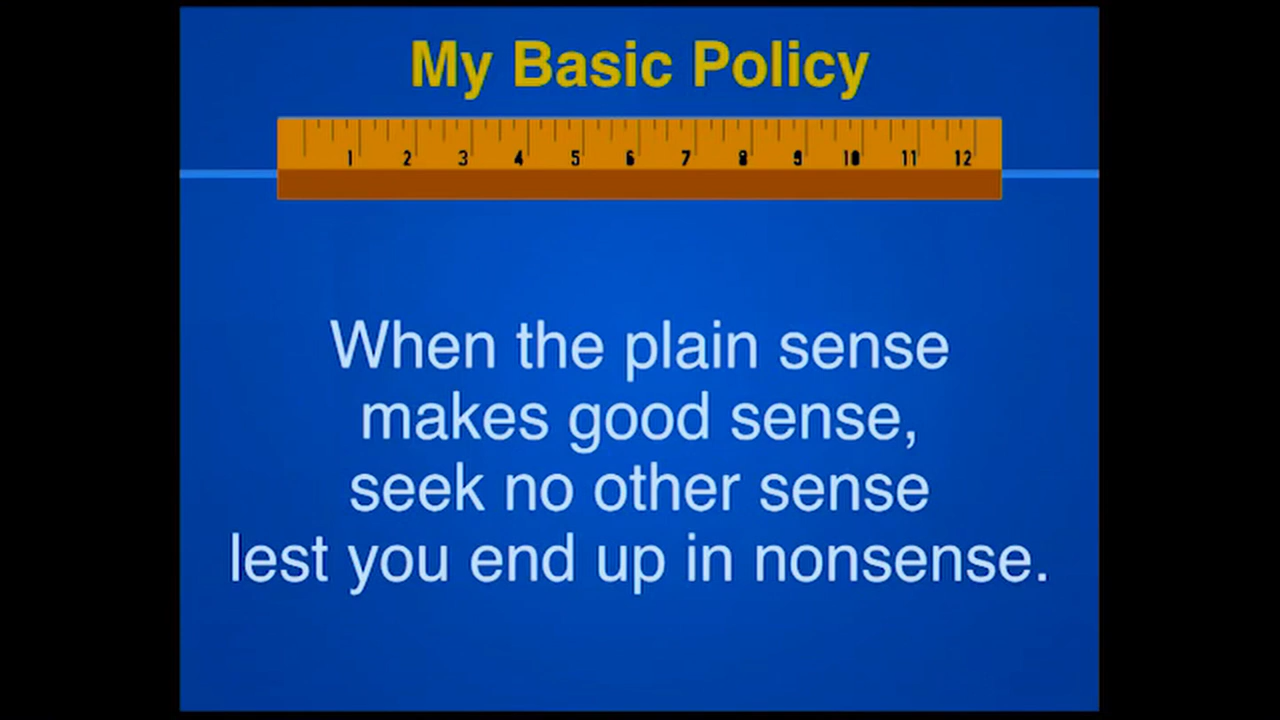 My Basic Policy
1 2 3 4 5 6 7 8 9 10 11 12
When the plain sense
makes good sense,
seek no other sense
lest you end up in nonsense.